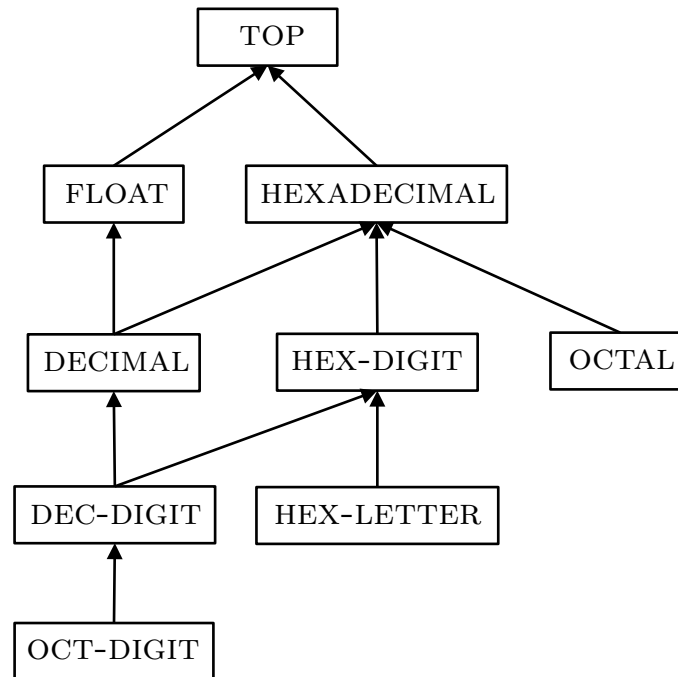 TOP
FLOAT
HEXADECIMAL
DECIMAL
HEX-DIGIT
OCTAL
DEC-DIGIT
HEX-LETTER
OCT-DIGIT